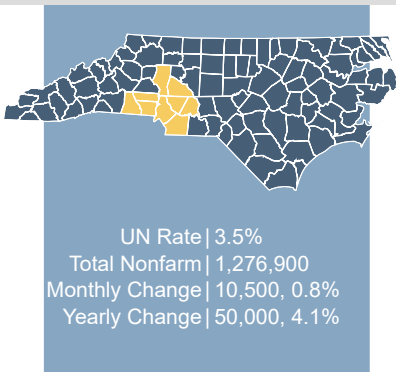 UN Rate| 3.5%
Total Nonfarm| 1,276,900
Monthly Change| 10,500, 0.8%
Yearly Change| 50,000, 4.1%